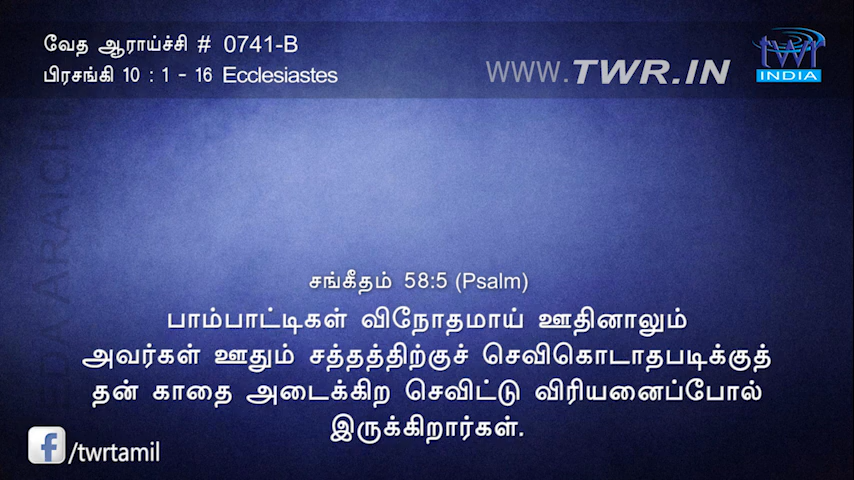 வேத ஆராய்ச்சி # 0741-B
பிரசங்கி 10 : 1 - 16 Ecclesiastes
WWW.TWR.IN
twr
INDIA
சங்கீதம் 58:5 (Psalm)
பாம்பாட்டிகள் விநோதமாய் ஊதினாலும்
அவர்கள் ஊதும் சத்தத்திற்குச் செவிகொடாதபடிக்குத்
தன் காதை அடைக்கிற செவிட்டு விரியனைப்போல்
இருக்கிறார்கள்.
/twrtamil